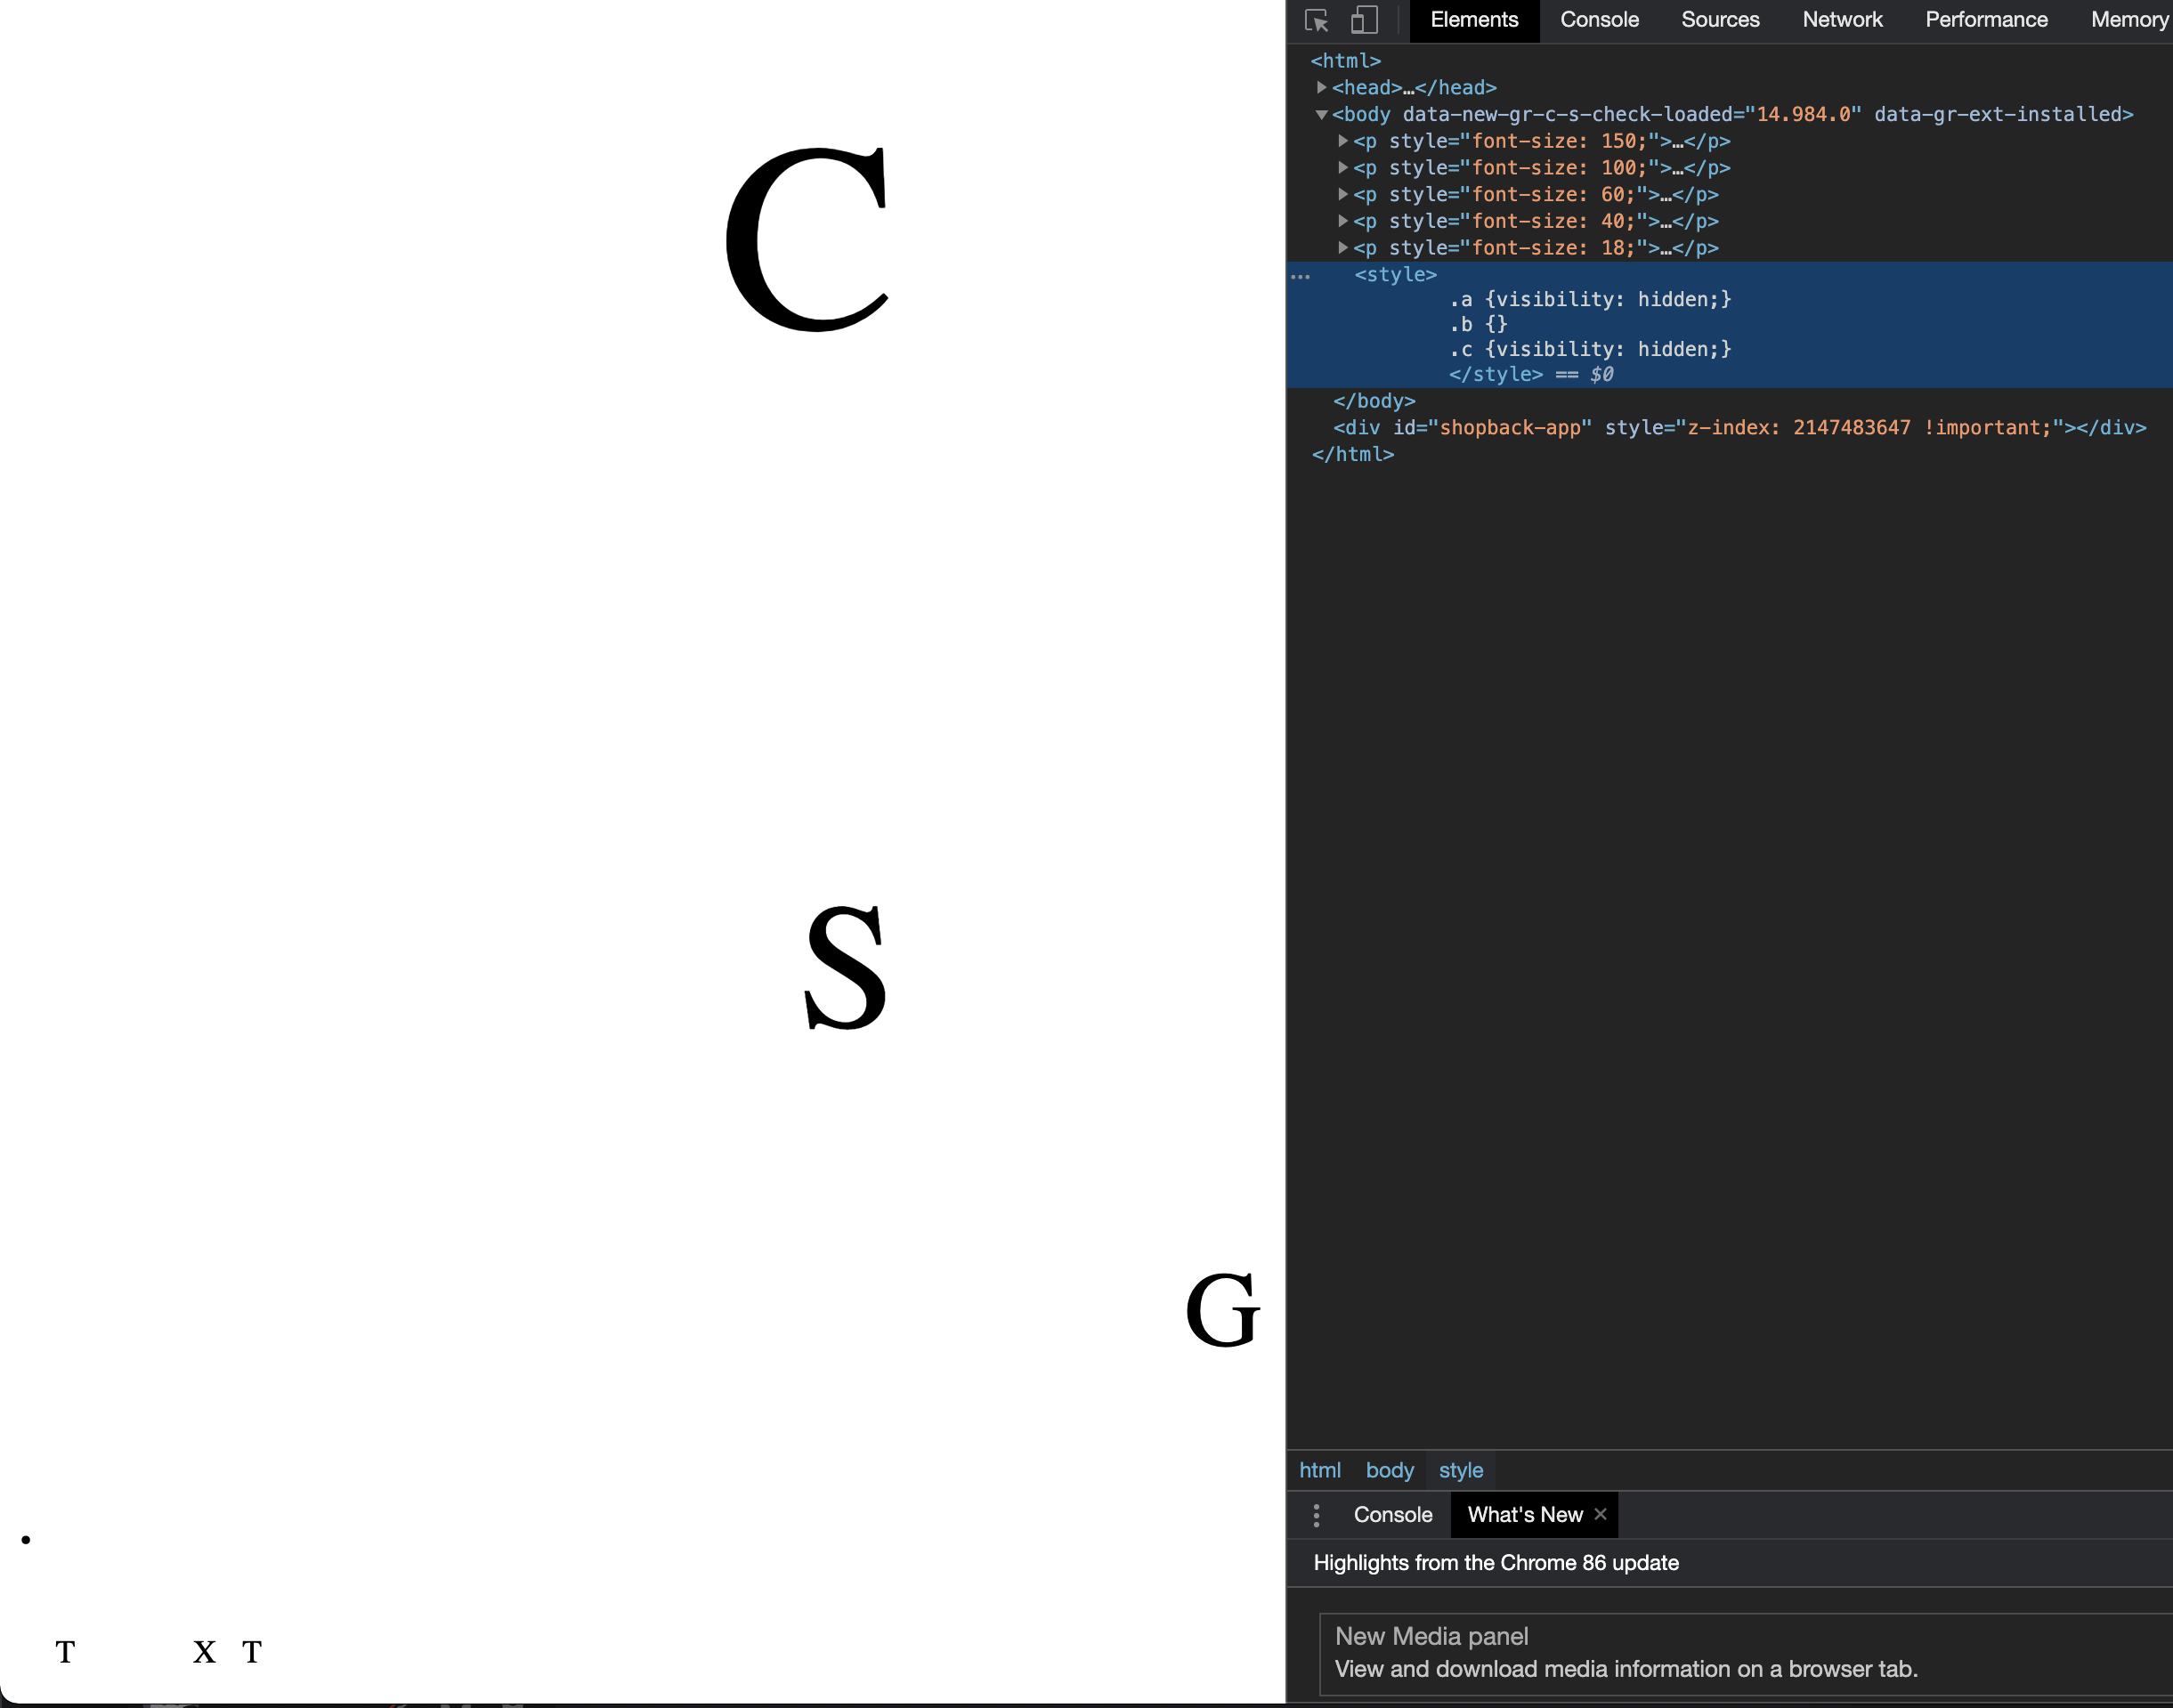 C
S
G
.
T X T
Elements Console Sources Network Performance Memory
<html>
<head>…</head>
<body data-new-gr-c-s-check-loaded="14.984.0" data-gr-ext-installed>
<p style="font-size: 150;">…</p>
<p style="font-size: 100;">…</p>
<p style="font-size: 60;">…</p>
<p style="font-size: 40;">…</p>
<p style="font-size: 18;">…</p>
… <style>
.a {visibility: hidden;}
.b {}
.c {visibility: hidden;}
</style> == $0
</body>
<div id="shopback-app" style="z-index: 2147483647 !important;"></div>
</html>
html body style
Console What's New ×
Highlights from the Chrome 86 update
New Media panel
View and download media information on a browser tab.